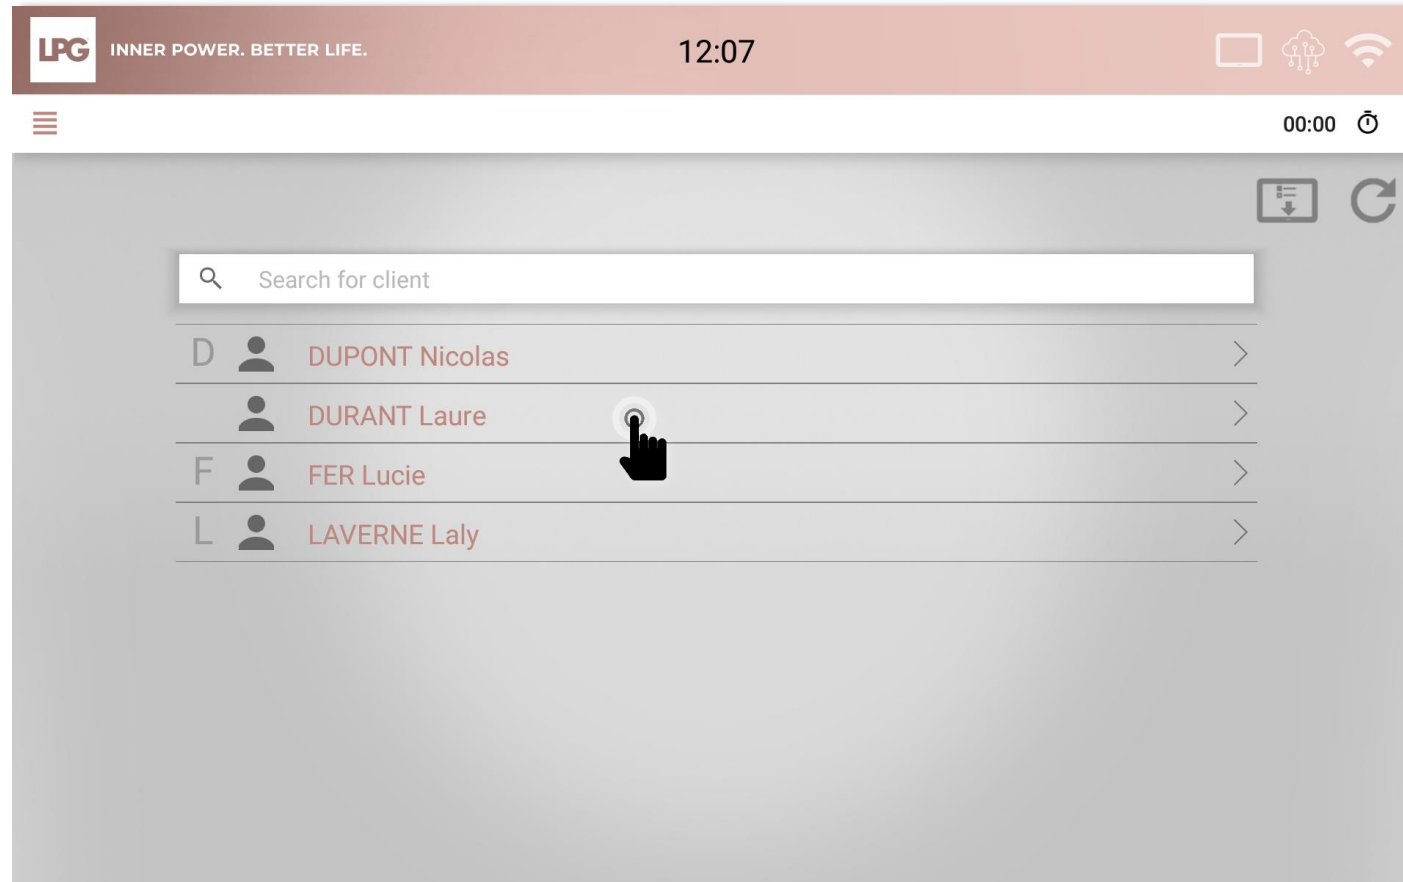 LPG INNER POWER. BETTER LIFE. 12:07
00:00
Search for client
D DUPONT Nicolas
DURANT Laure
F FER Lucie
L LAVERNE Laly